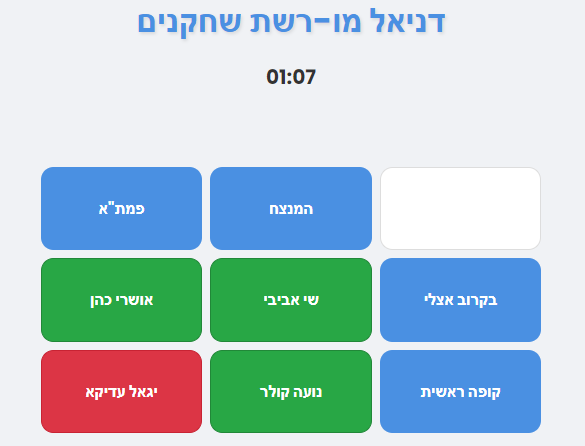 דניאל מו-רשת שחקנים
01:07
המנצח
פמת"א
בקרוב אצלי
שי אביבי
אושרי כהן
קופה ראשית
נועה קולר
יגאל עדיקא